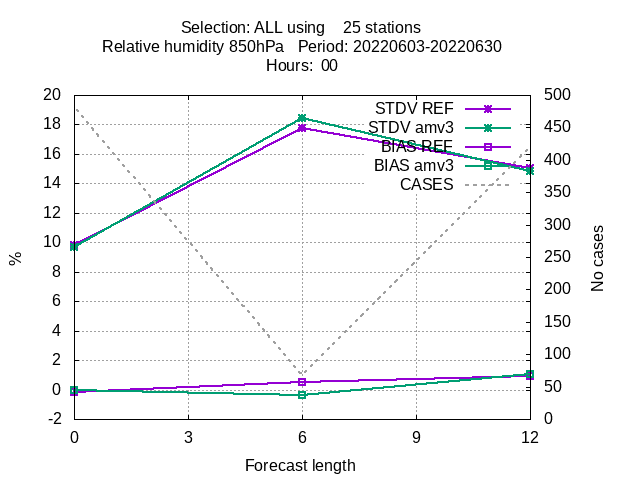 Selection: ALL using    25 stations
Relative humidity 850hPa   Period: 20220603-20220630
Hours:  00
STDV REF
STDV amv3
BIAS REF
BIAS amv3
CASES
20
18
16
14
12
10
8
6
4
2
0
-2
500
450
400
350
300
250
200
150
100
50
0
%
No cases
0 3 6 9 12
Forecast length